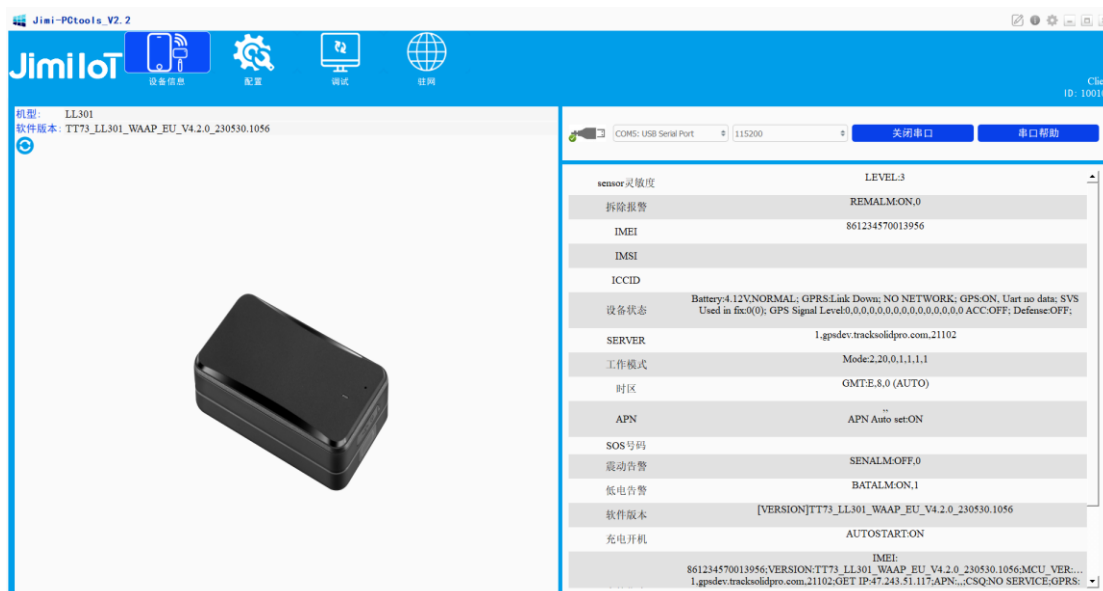 Jimi-PCtools_V2.2
Jimi IoT
设备信息
配置
调试
驻网
ID: 1001
机型: LL301
软件版本: TT73_LL301_WAAP_EU_V4.2.0_230530.1056
COM5: USB Serial Port
115200
关闭串口
串口帮助
sensor灵敏度 LEVEL:3
拆除报警 REMALM:ON,0
IMEI 861234570013956
IMSI
ICCID
设备状态 Battery:4.12V,NORMAL; GPRS:Link Down; NO NETWORK; GPS:ON, Uart no data; SVS
Used in fix:0(0); GPS Signal Level:0,0,0,0,0,0,0,0,0,0,0,0,0,0,0 ACC:OFF; Defense:OFF;
SERVER 1,gpsdev.tracksolidpro.com,21102
工作模式 Mode:2,20,0,1,1,1,1
时区 GMT:E,8,0 (AUTO)
APN ,,
APN Auto set:ON
SOS号码
震动告警 SENALM:OFF,0
低电告警 BATALM:ON,1
软件版本 [VERSION]TT73_LL301_WAAP_EU_V4.2.0_230530.1056
充电开机 AUTOSTART:ON
IMEI:
861234570013956;VERSION:TT73_LL301_WAAP_EU_V4.2.0_230530.1056;MCU_VER:...
1,gpsdev.tracksolidpro.com,21102;GET IP:47.243.51.117;APN:,,;CSQ:NO SERVICE;GPRS: